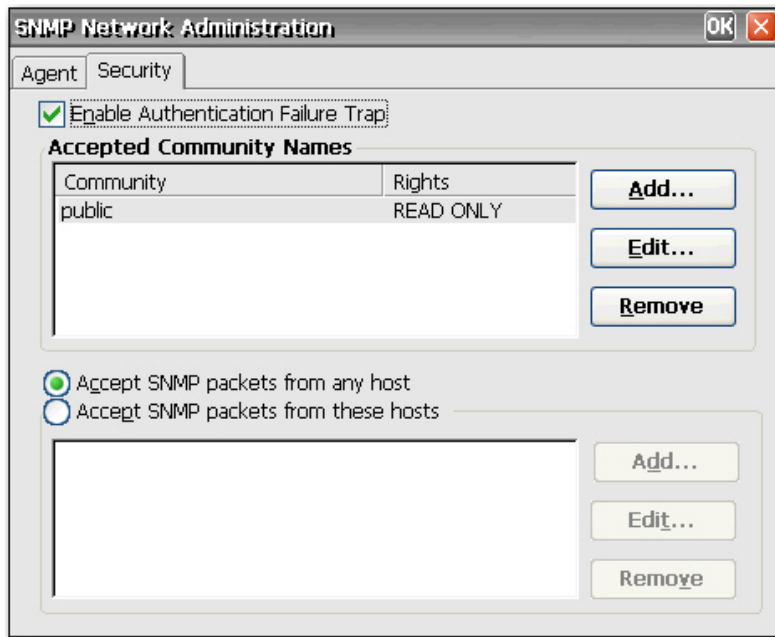 SNMP Network Administration OK
Agent Security
Enable Authentication Failure Trap
Accepted Community Names
Community Rights
public READ ONLY
Add...
Edit...
Remove
Accept SNMP packets from any host
Accept SNMP packets from these hosts
Add...
Edit...
Remove